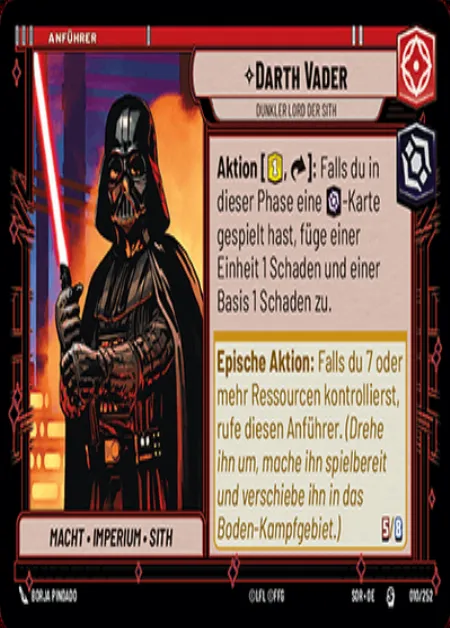 ANFÜHRER
DARTH VADER
DUNKLER LORD DER SITH
Aktion [1, ]: Falls du in
dieser Phase eine -Karte
gespielt hast, füge einer
Einheit 1 Schaden und einer
Basis 1 Schaden zu.
Epische Aktion: Falls du 7 oder
mehr Ressourcen kontrollierst,
rufe diesen Anführer. (Drehe
ihn um, mache ihn spielbereit
und verschiebe ihn in das
Boden-Kampfgebiet.)
5/8
MACHT • IMPERIUM • SITH
BORJA PINDADO
©LFL ©FFG
SOR • DE
010/252